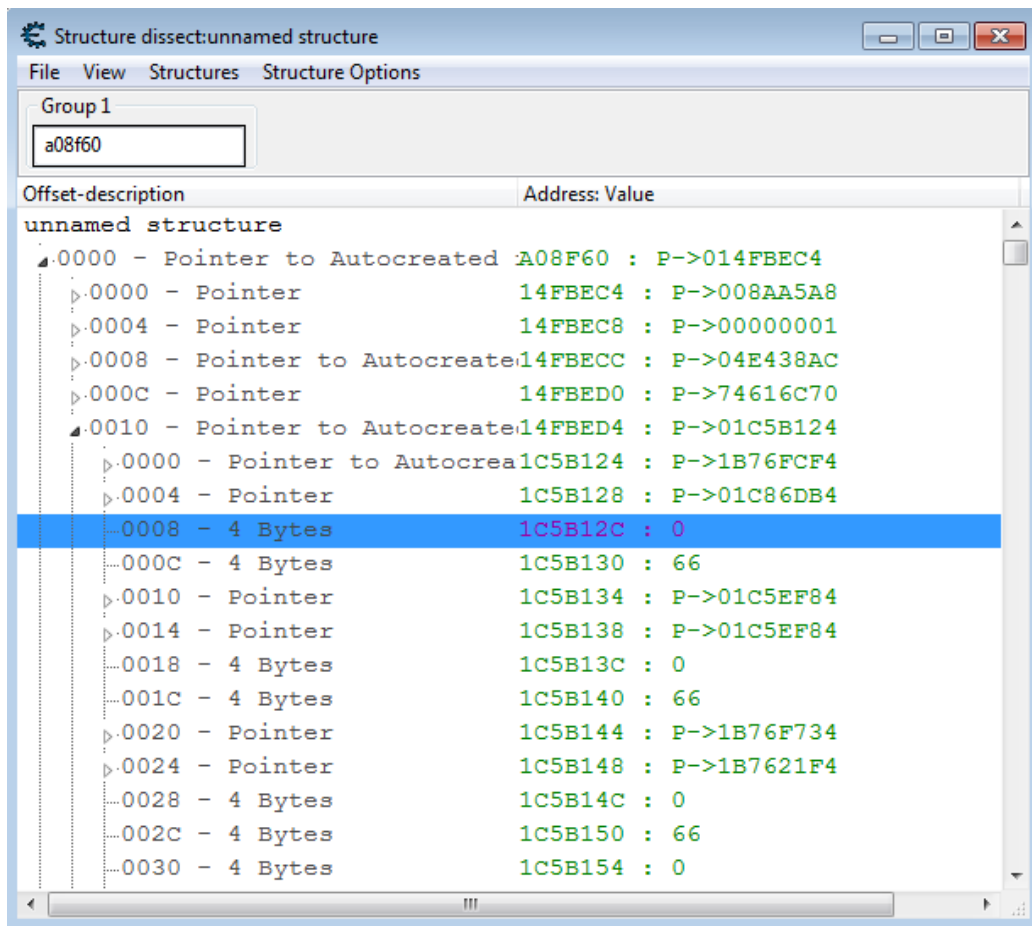 Structure dissect:unnamed structure
File View Structures Structure Options
Group 1
a08f60
Offset-description Address: Value
unnamed structure
0000 - Pointer to Autocreated A08F60 : P->014FBEC4
0000 - Pointer 14FBEC4 : P->008AA5A8
0004 - Pointer 14FBEC8 : P->00000001
0008 - Pointer to Autocreate 14FBECC : P->04E438AC
000C - Pointer 14FBED0 : P->74616C70
0010 - Pointer to Autocreate 14FBED4 : P->01C5B124
0000 - Pointer to Autocrea 1C5B124 : P->1B76FCF4
0004 - Pointer 1C5B128 : P->01C86DB4
0008 - 4 Bytes 1C5B12C : 0
000C - 4 Bytes 1C5B130 : 66
0010 - Pointer 1C5B134 : P->01C5EF84
0014 - Pointer 1C5B138 : P->01C5EF84
0018 - 4 Bytes 1C5B13C : 0
001C - 4 Bytes 1C5B140 : 66
0020 - Pointer 1C5B144 : P->1B76F734
0024 - Pointer 1C5B148 : P->1B7621F4
0028 - 4 Bytes 1C5B14C : 0
002C - 4 Bytes 1C5B150 : 66
0030 - 4 Bytes 1C5B154 : 0